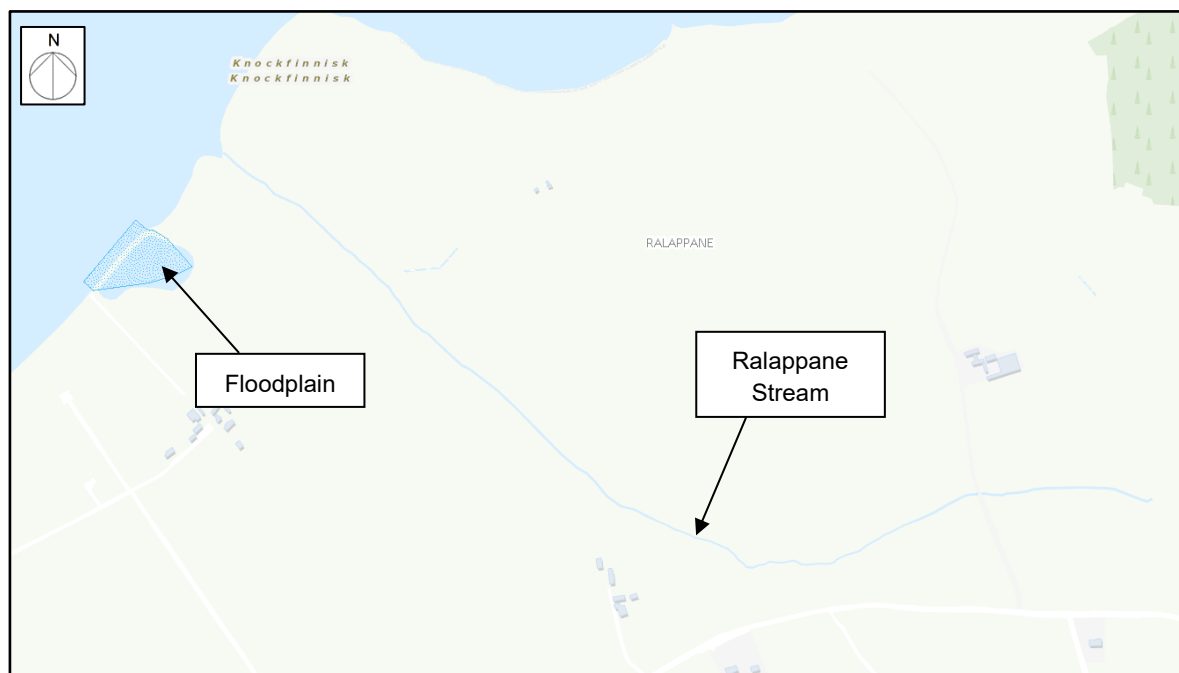 N
Knockfinnisk
Knockfinnisk
RALAPPANE
Ralappane
Stream
Floodplain